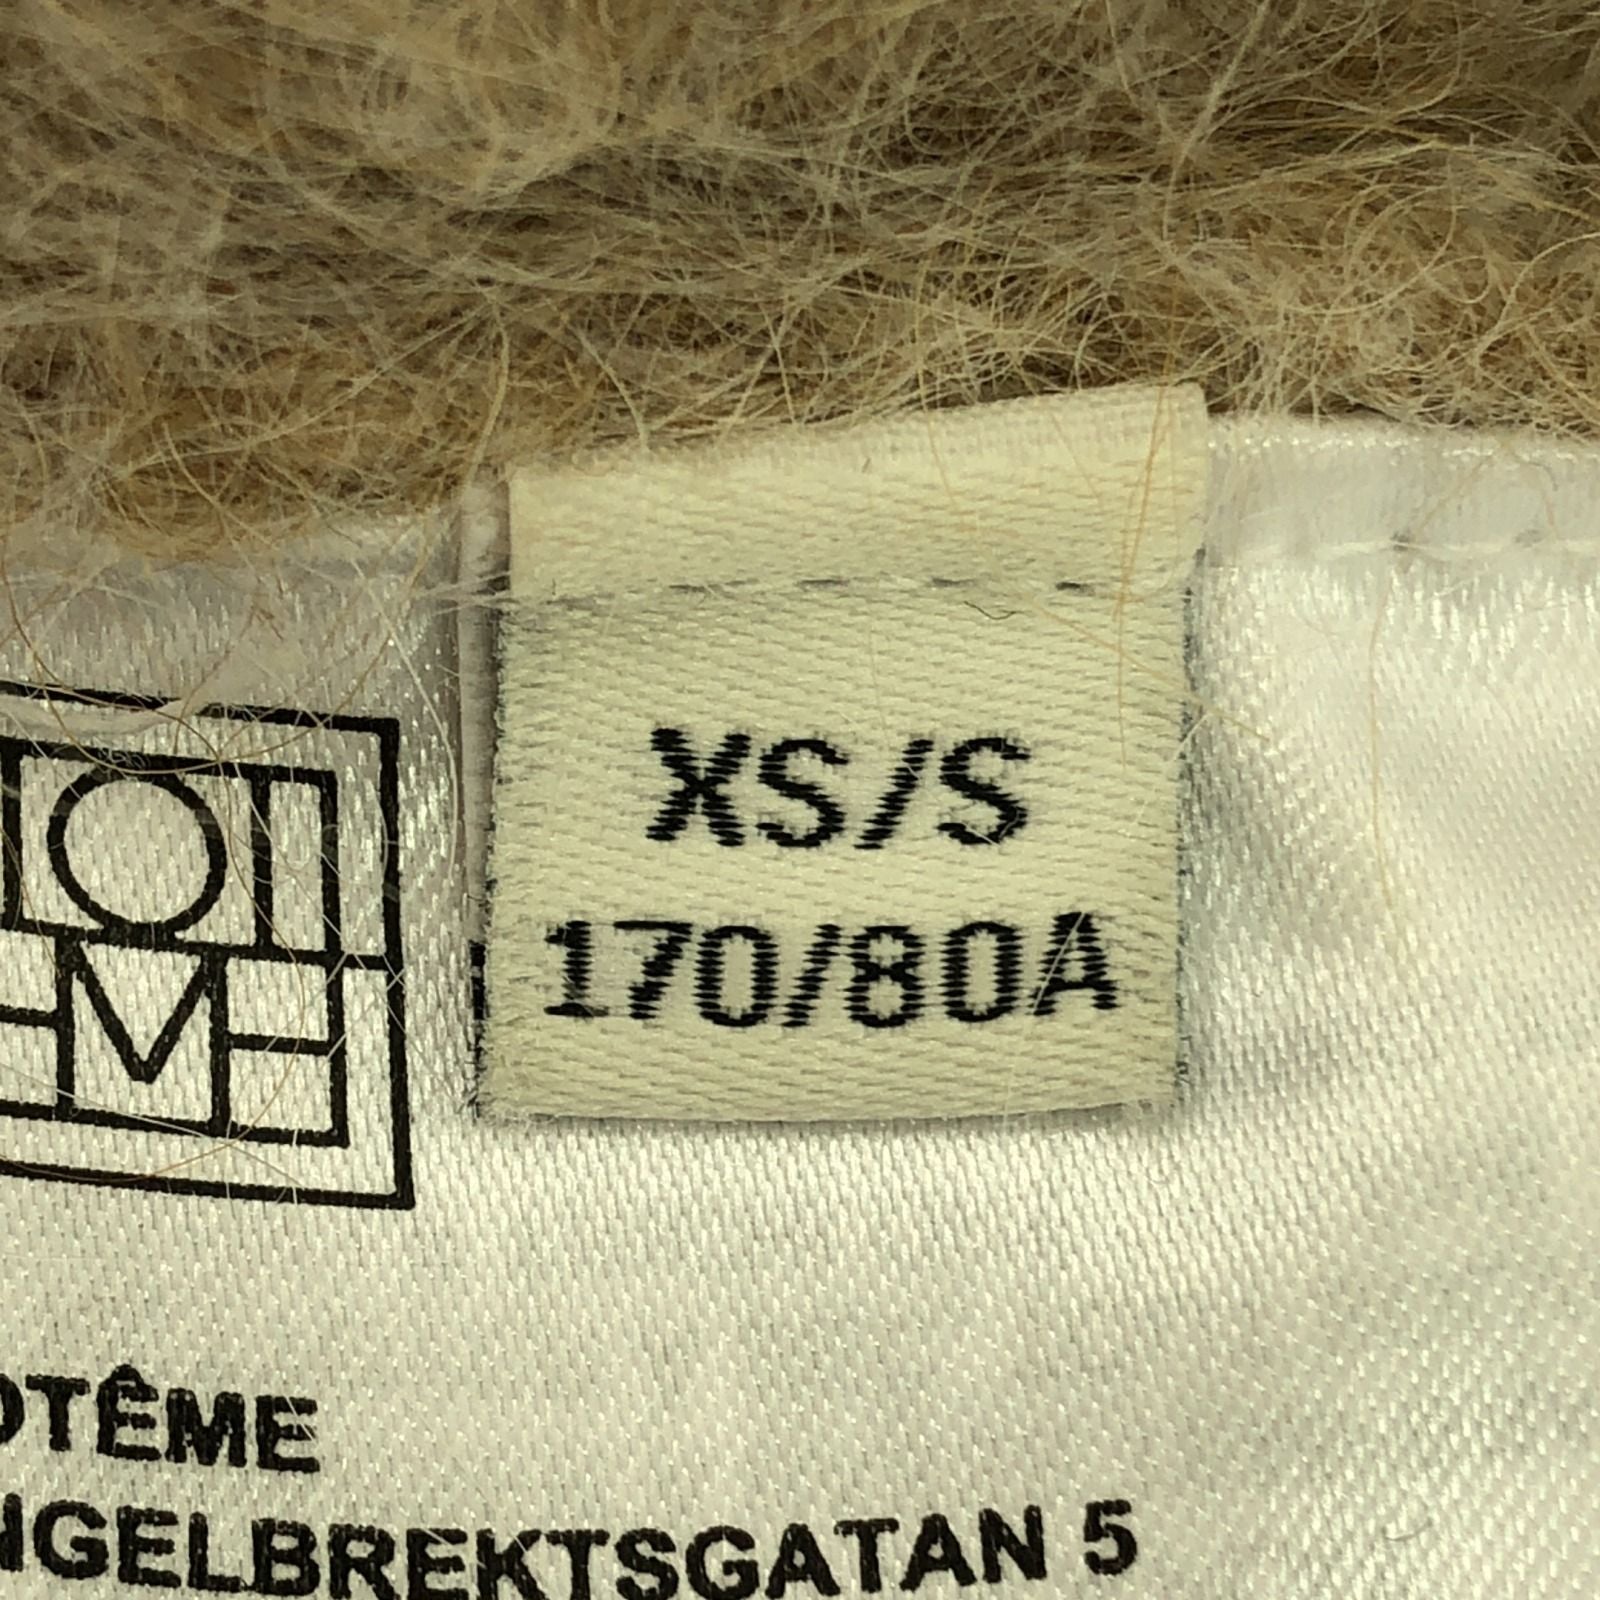 XS/S
170/80A
OTÊME
NGELBREKTSGATAN 5